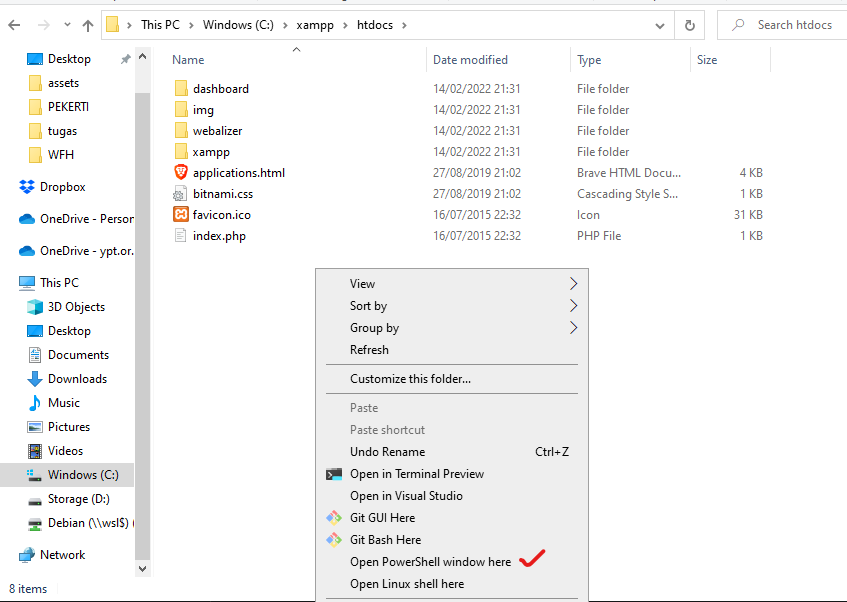 This PC > Windows (C:) > xampp > htdocs >
Search htdocs
Desktop
assets
PEKERTI
tugas
WFH
Dropbox
OneDrive - Person
OneDrive - ypt.or.
This PC
3D Objects
Desktop
Documents
Downloads
Music
Pictures
Videos
Windows (C:)
Storage (D:)
Debian (\\wsl$) (
Network
Name Date modified Type Size
dashboard 14/02/2022 21:31 File folder
img 14/02/2022 21:31 File folder
webalizer 14/02/2022 21:31 File folder
xampp 14/02/2022 21:31 File folder
applications.html 27/08/2019 21:02 Brave HTML Docu... 4 KB
bitnami.css 27/08/2019 21:02 Cascading Style S... 1 KB
favicon.ico 16/07/2015 22:32 Icon 31 KB
index.php 16/07/2015 22:32 PHP File 1 KB
View
Sort by
Group by
Refresh
Customize this folder...
Paste
Paste shortcut
Undo Rename Ctrl+Z
Open in Terminal Preview
Open in Visual Studio
Git GUI Here
Git Bash Here
Open PowerShell window here
Open Linux shell here
8 items